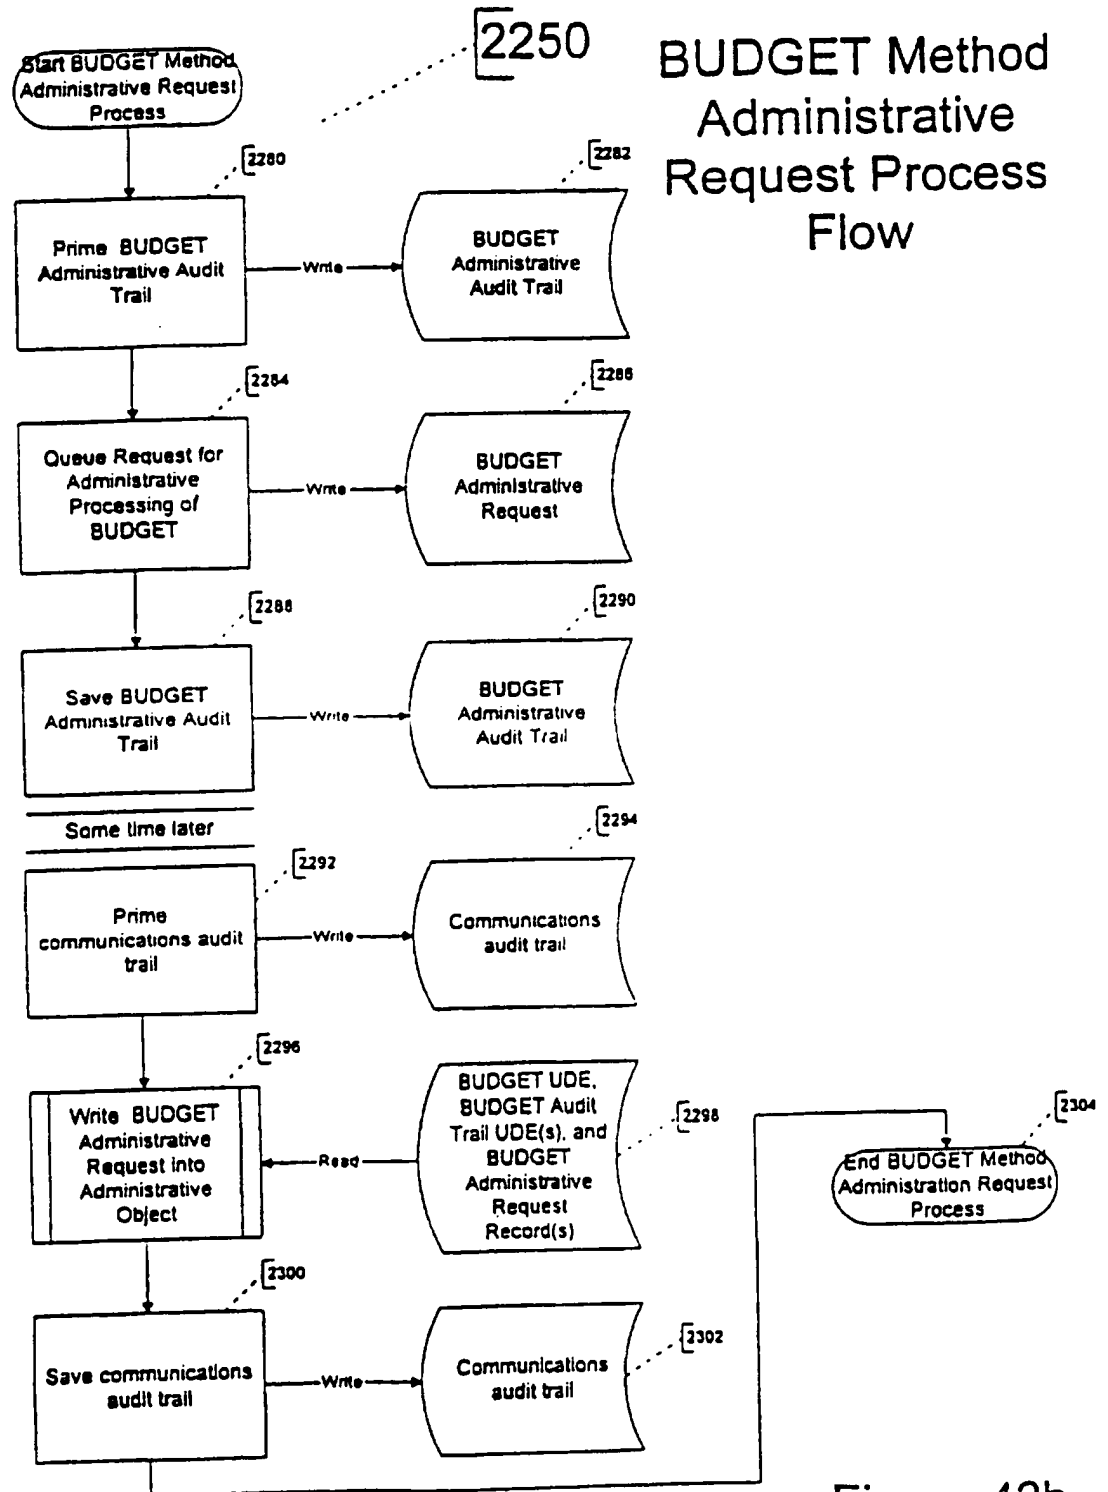 2250
BUDGET Method
Administrative
Request Process
Flow
Start BUDGET Method
Administrative Request
Process
2280
2282
Prime BUDGET
Administrative Audit
Trail
Write
BUDGET
Administrative
Audit Trail
2284
2286
Queue Request for
Administrative
Processing of
BUDGET
Write
BUDGET
Administrative
Request
2288
2290
Save BUDGET
Administrative Audit
Trail
Write
BUDGET
Administrative
Audit Trail
Some time later
2292
2294
Prime
communications audit
trail
Write
Communications
audit trail
2296
Write BUDGET
Administrative
Request into
Administrative
Object
Read
BUDGET UDE,
BUDGET Audit
Trail UDE(s), and
BUDGET
Administrative
Request
Record(s)
2298
2304
End BUDGET Method
Administration Request
Process
2300
Save communications
audit trail
Write
Communications
audit trail
2302